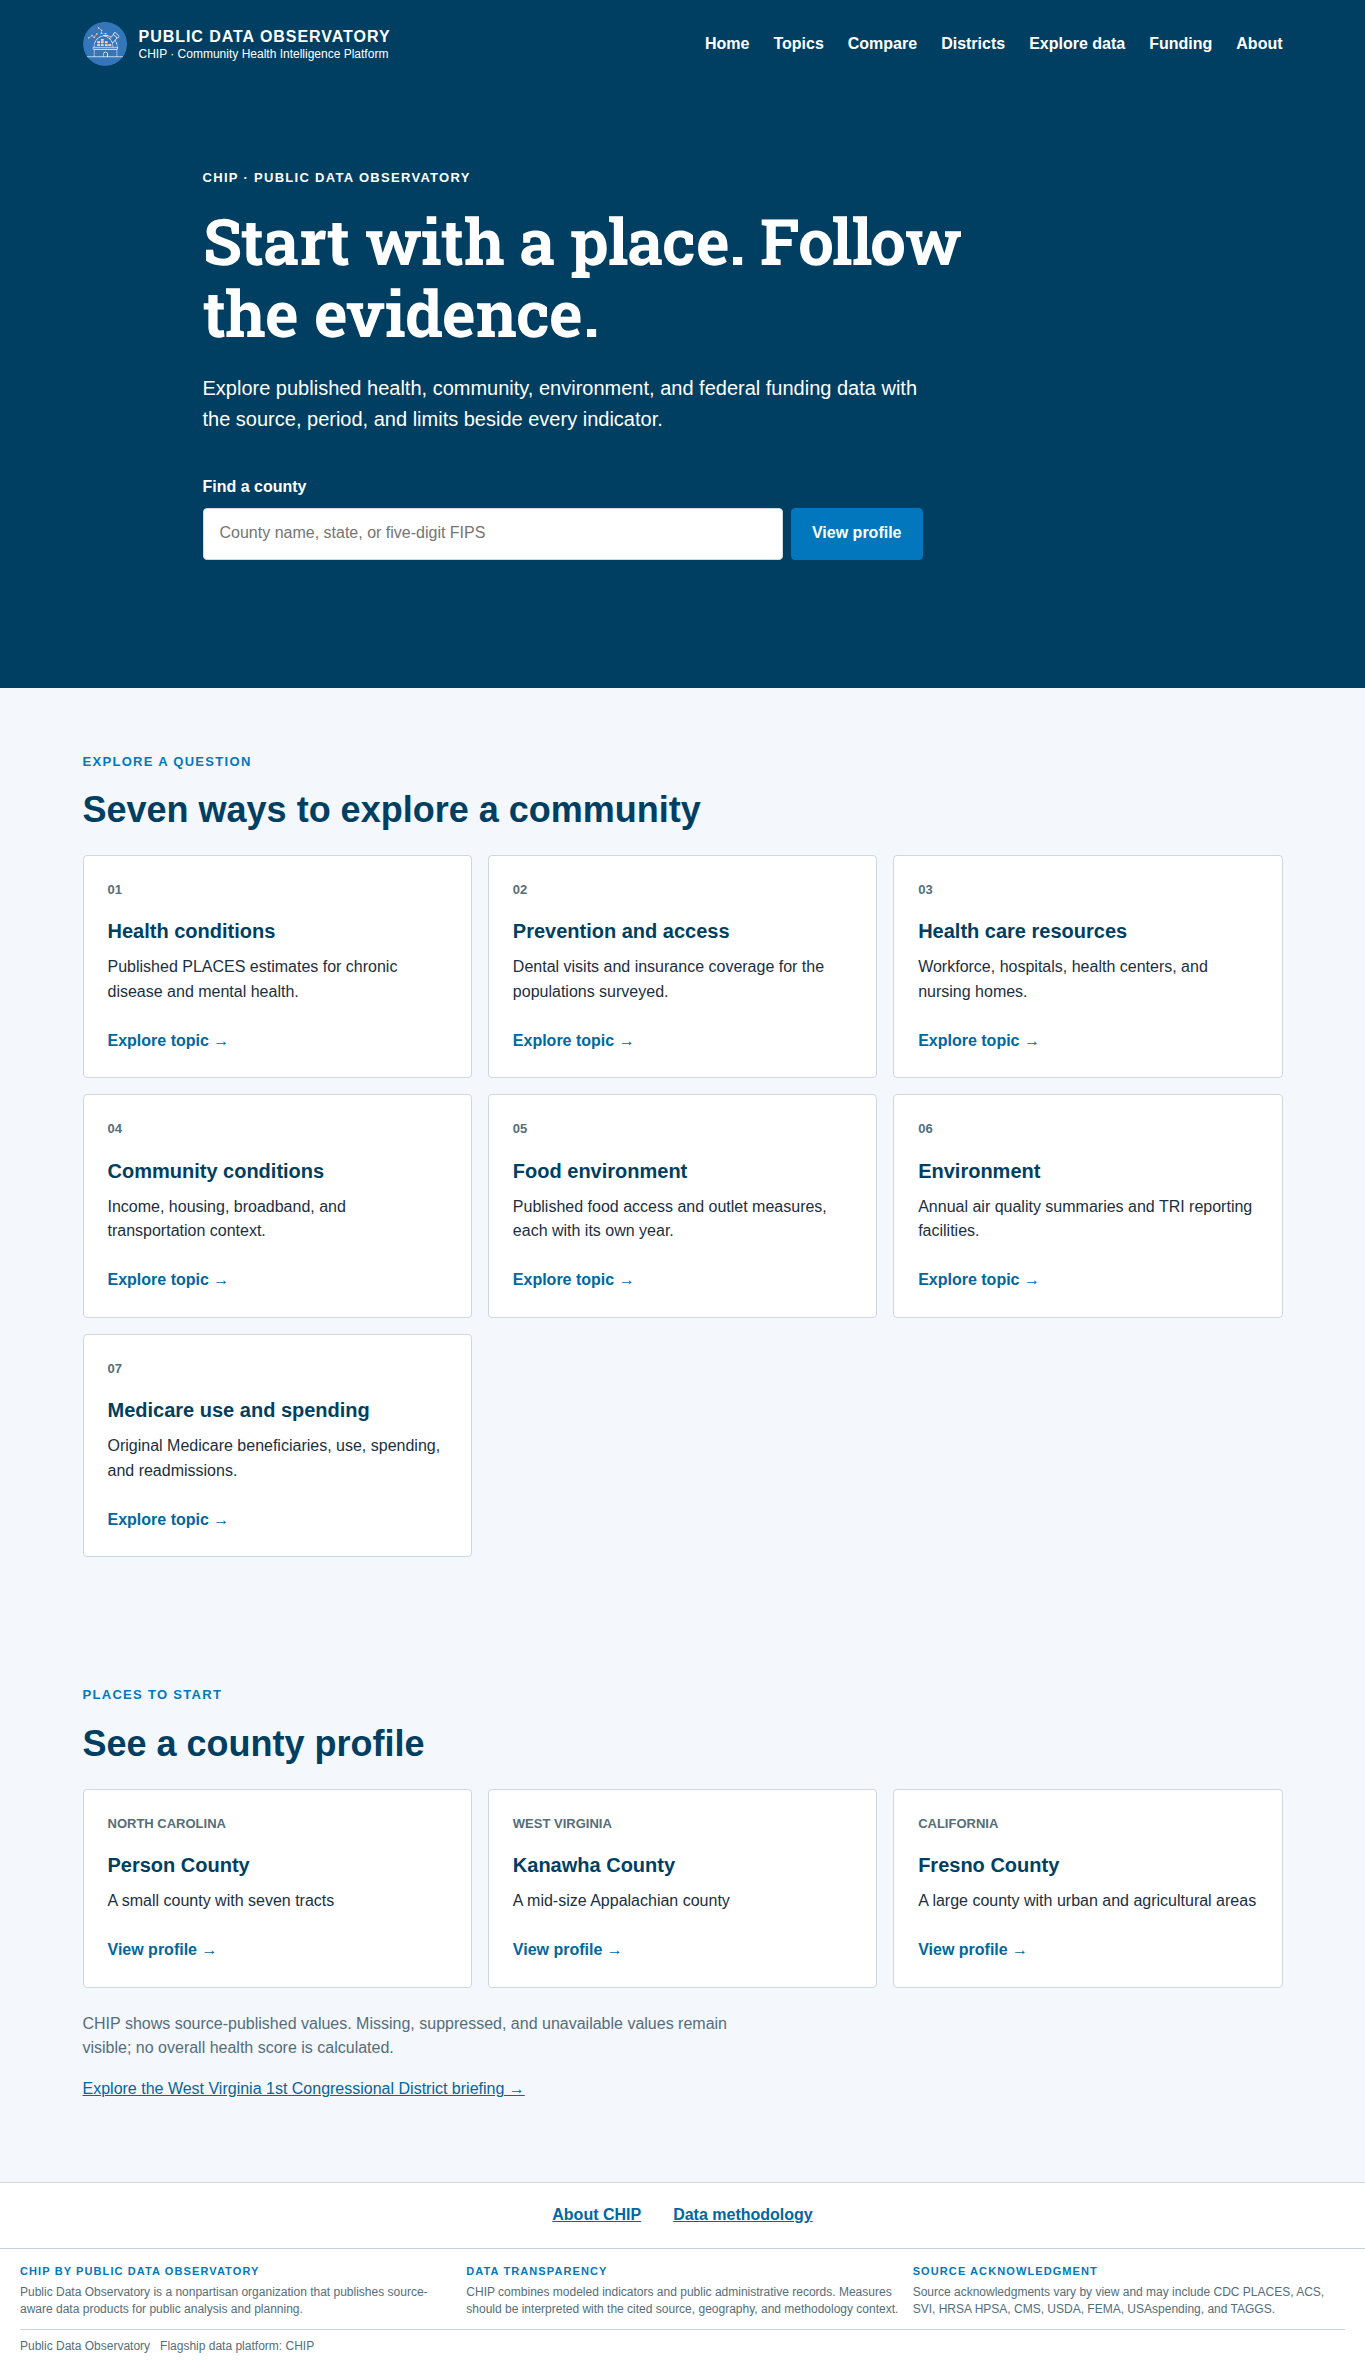 PUBLIC DATA OBSERVATORY
CHIP · Community Health Intelligence Platform
Home Topics Compare Districts Explore data Funding About
CHIP · PUBLIC DATA OBSERVATORY
Start with a place. Follow
the evidence.
Explore published health, community, environment, and federal funding data with
the source, period, and limits beside every indicator.
Find a county
County name, state, or five-digit FIPS
View profile
EXPLORE A QUESTION
Seven ways to explore a community
01
Health conditions
Published PLACES estimates for chronic
disease and mental health.
Explore topic →
02
Prevention and access
Dental visits and insurance coverage for the
populations surveyed.
Explore topic →
03
Health care resources
Workforce, hospitals, health centers, and
nursing homes.
Explore topic →
04
Community conditions
Income, housing, broadband, and
transportation context.
Explore topic →
05
Food environment
Published food access and outlet measures,
each with its own year.
Explore topic →
06
Environment
Annual air quality summaries and TRI reporting
facilities.
Explore topic →
07
Medicare use and spending
Original Medicare beneficiaries, use, spending,
and readmissions.
Explore topic →
PLACES TO START
See a county profile
NORTH CAROLINA
Person County
A small county with seven tracts
View profile →
WEST VIRGINIA
Kanawha County
A mid-size Appalachian county
View profile →
CALIFORNIA
Fresno County
A large county with urban and agricultural areas
View profile →
CHIP shows source-published values. Missing, suppressed, and unavailable values remain
visible; no overall health score is calculated.
Explore the West Virginia 1st Congressional District briefing →
About CHIP Data methodology
CHIP BY PUBLIC DATA OBSERVATORY
Public Data Observatory is a nonpartisan organization that publishes source-
aware data products for public analysis and planning.
DATA TRANSPARENCY
CHIP combines modeled indicators and public administrative records. Measures
should be interpreted with the cited source, geography, and methodology context.
SOURCE ACKNOWLEDGMENT
Source acknowledgments vary by view and may include CDC PLACES, ACS,
SVI, HRSA HPSA, CMS, USDA, FEMA, USAspending, and TAGGS.
Public Data Observatory Flagship data platform: CHIP